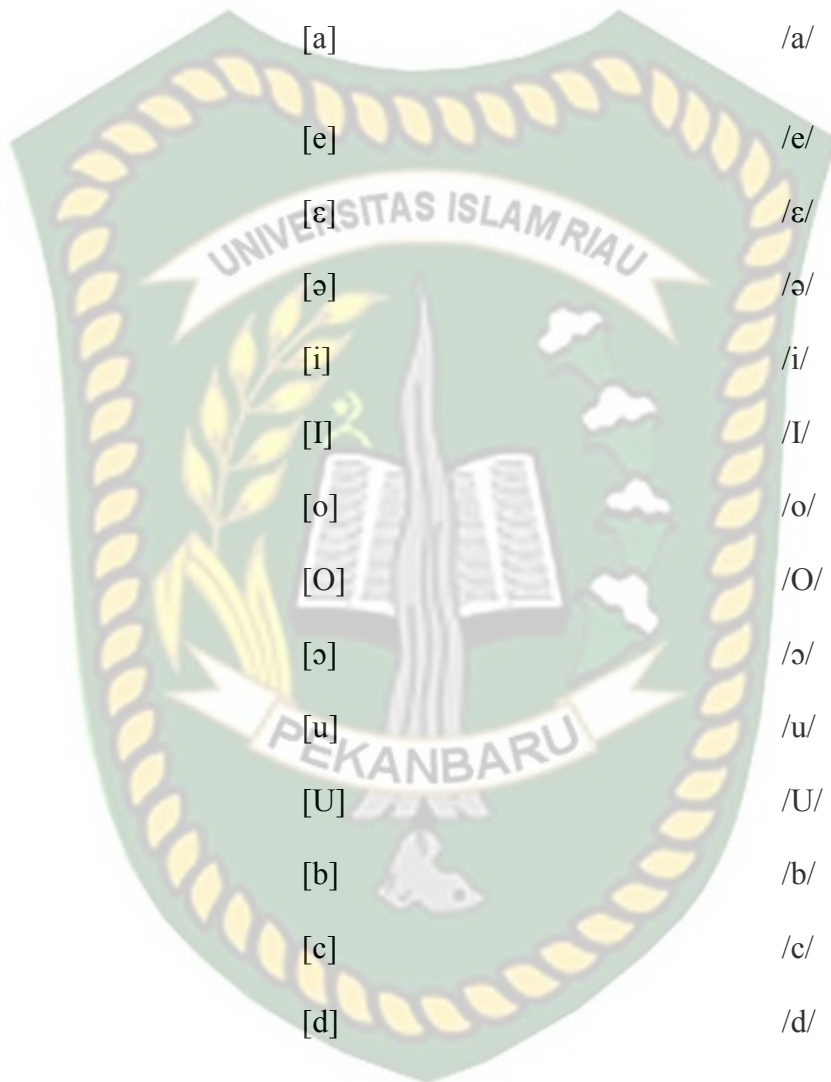 [a] /a/
[e] /e/
[ɛ] /ɛ/
UNIVERSITAS ISLAM RIAU
[ə] /ə/
[i] /i/
[I] /I/
[o] /o/
[O] /O/
[ɔ] /ɔ/
[u] /u/
PEKANBARU
[U] /U/
[b] /b/
[c] /c/
[d] /d/